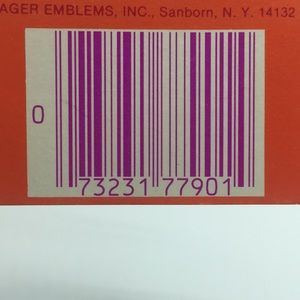 AGER EMBLEMS, INC., Sanborn, N. Y. 14132
0
73231 77901